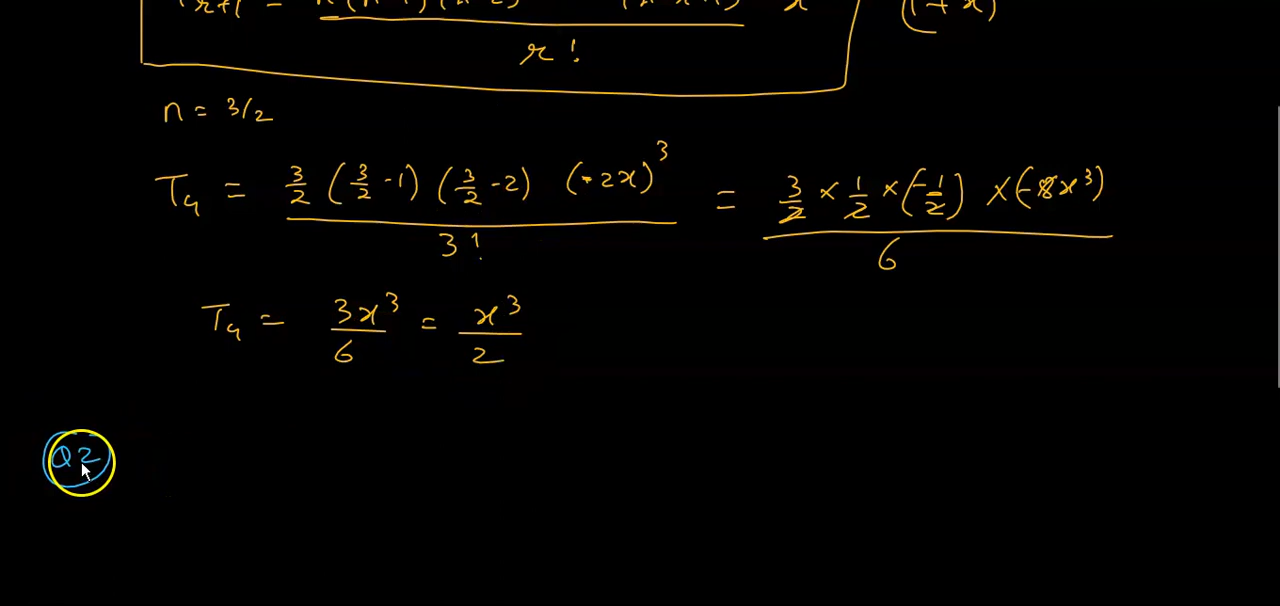 r!
n = 3/2
T₄ = 3/2 (3/2 - 1) (3/2 - 2) (-2x)³ / 3! = 3/2 × 1/2 × (-1/2) × (-8x³) / 6
T₄ = 3x³/6 = x³/2
Q2